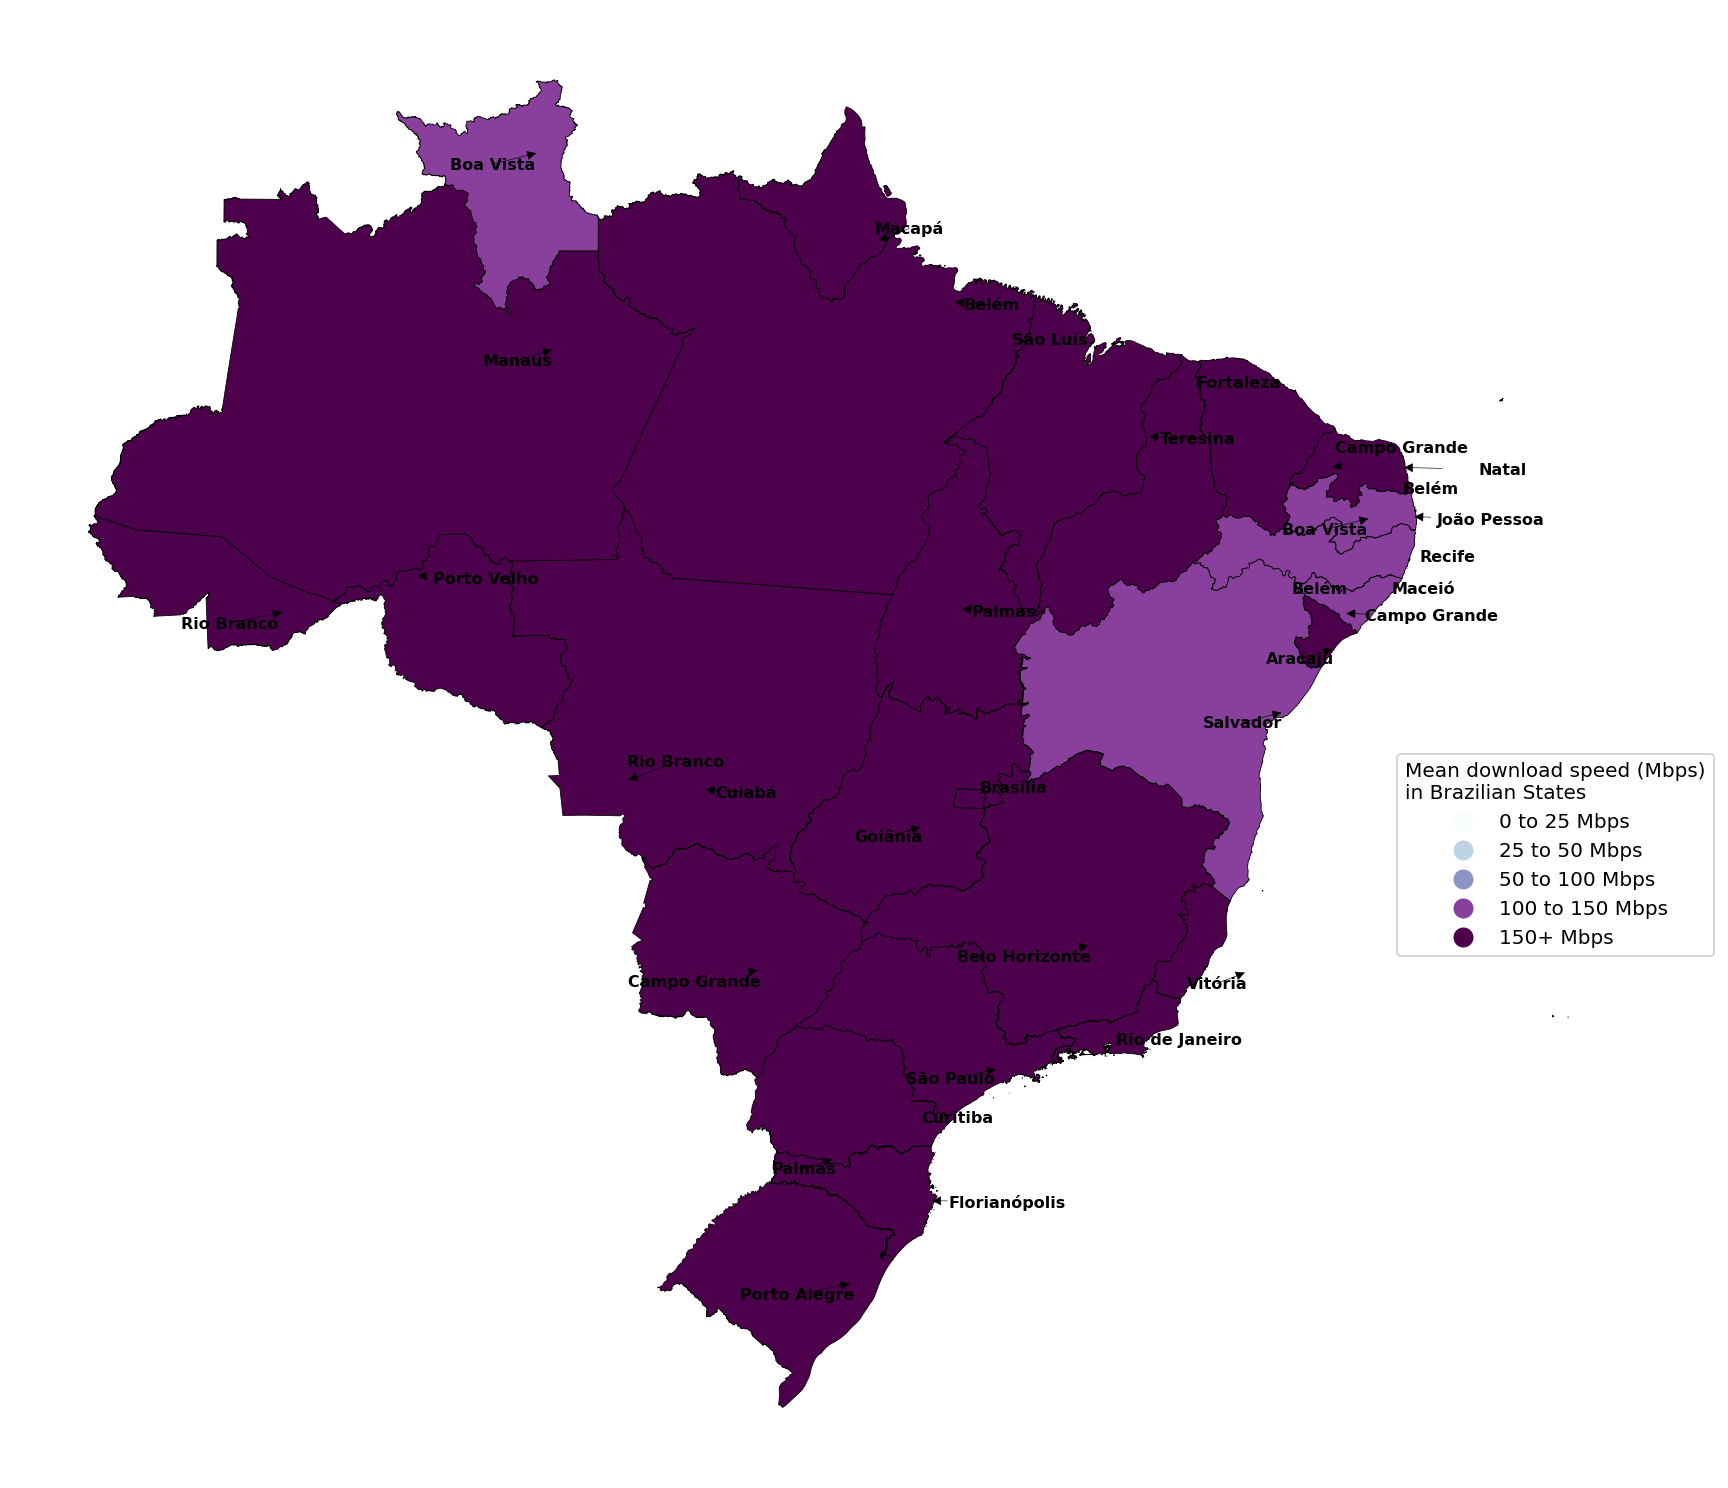 Boa Vista
Macapá
Belém
São Luís
Manaus
Fortaleza
Teresina
Campo Grande
Natal
Belém
João Pessoa
Boa Vista
Recife
Porto Velho
Belém
Maceió
Palmas
Campo Grande
Rio Branco
Aracaju
Salvador
Rio Branco
Cuiabá
Brasília
Goiânia
Mean download speed (Mbps)
in Brazilian States
0 to 25 Mbps
25 to 50 Mbps
50 to 100 Mbps
100 to 150 Mbps
150+ Mbps
Belo Horizonte
Campo Grande
Vitória
Rio de Janeiro
São Paulo
Curitiba
Palmas
Florianópolis
Porto Alegre